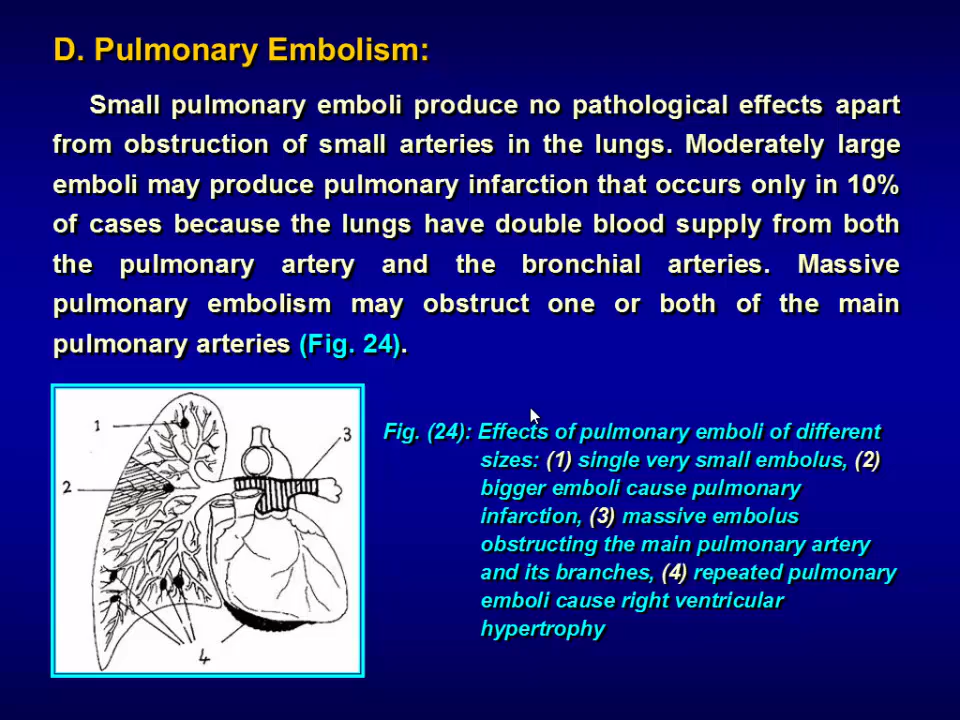 D. Pulmonary Embolism:
Small pulmonary emboli produce no pathological effects apart
from obstruction of small arteries in the lungs. Moderately large
emboli may produce pulmonary infarction that occurs only in 10%
of cases because the lungs have double blood supply from both
the pulmonary artery and the bronchial arteries. Massive
pulmonary embolism may obstruct one or both of the main
pulmonary arteries (Fig. 24).
1
2
3
4
Fig. (24): Effects of pulmonary emboli of different
sizes: (1) single very small embolus, (2)
bigger emboli cause pulmonary
infarction, (3) massive embolus
obstructing the main pulmonary artery
and its branches, (4) repeated pulmonary
emboli cause right ventricular
hypertrophy